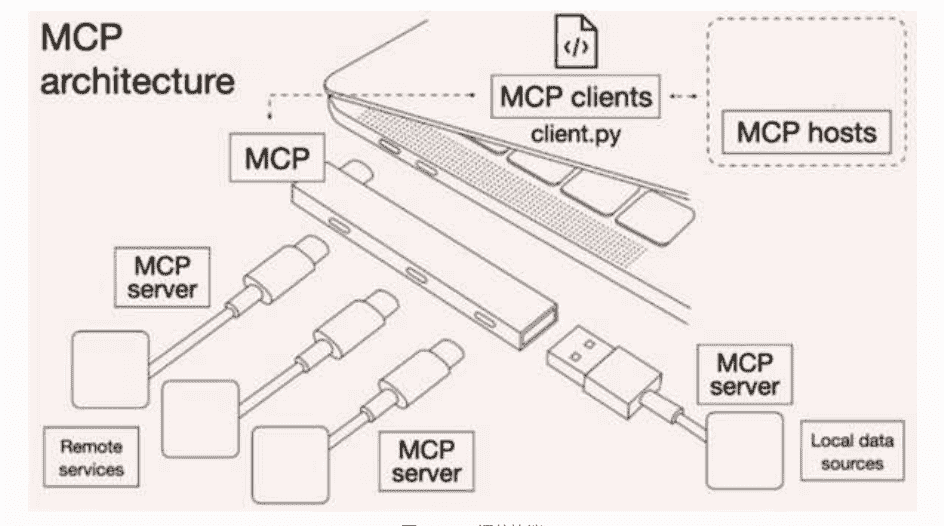 MCP
architecture
</>
MCP clients
client.py
MCP hosts
MCP
MCP
server
MCP
server
Remote
services
MCP
server
Local data
sources